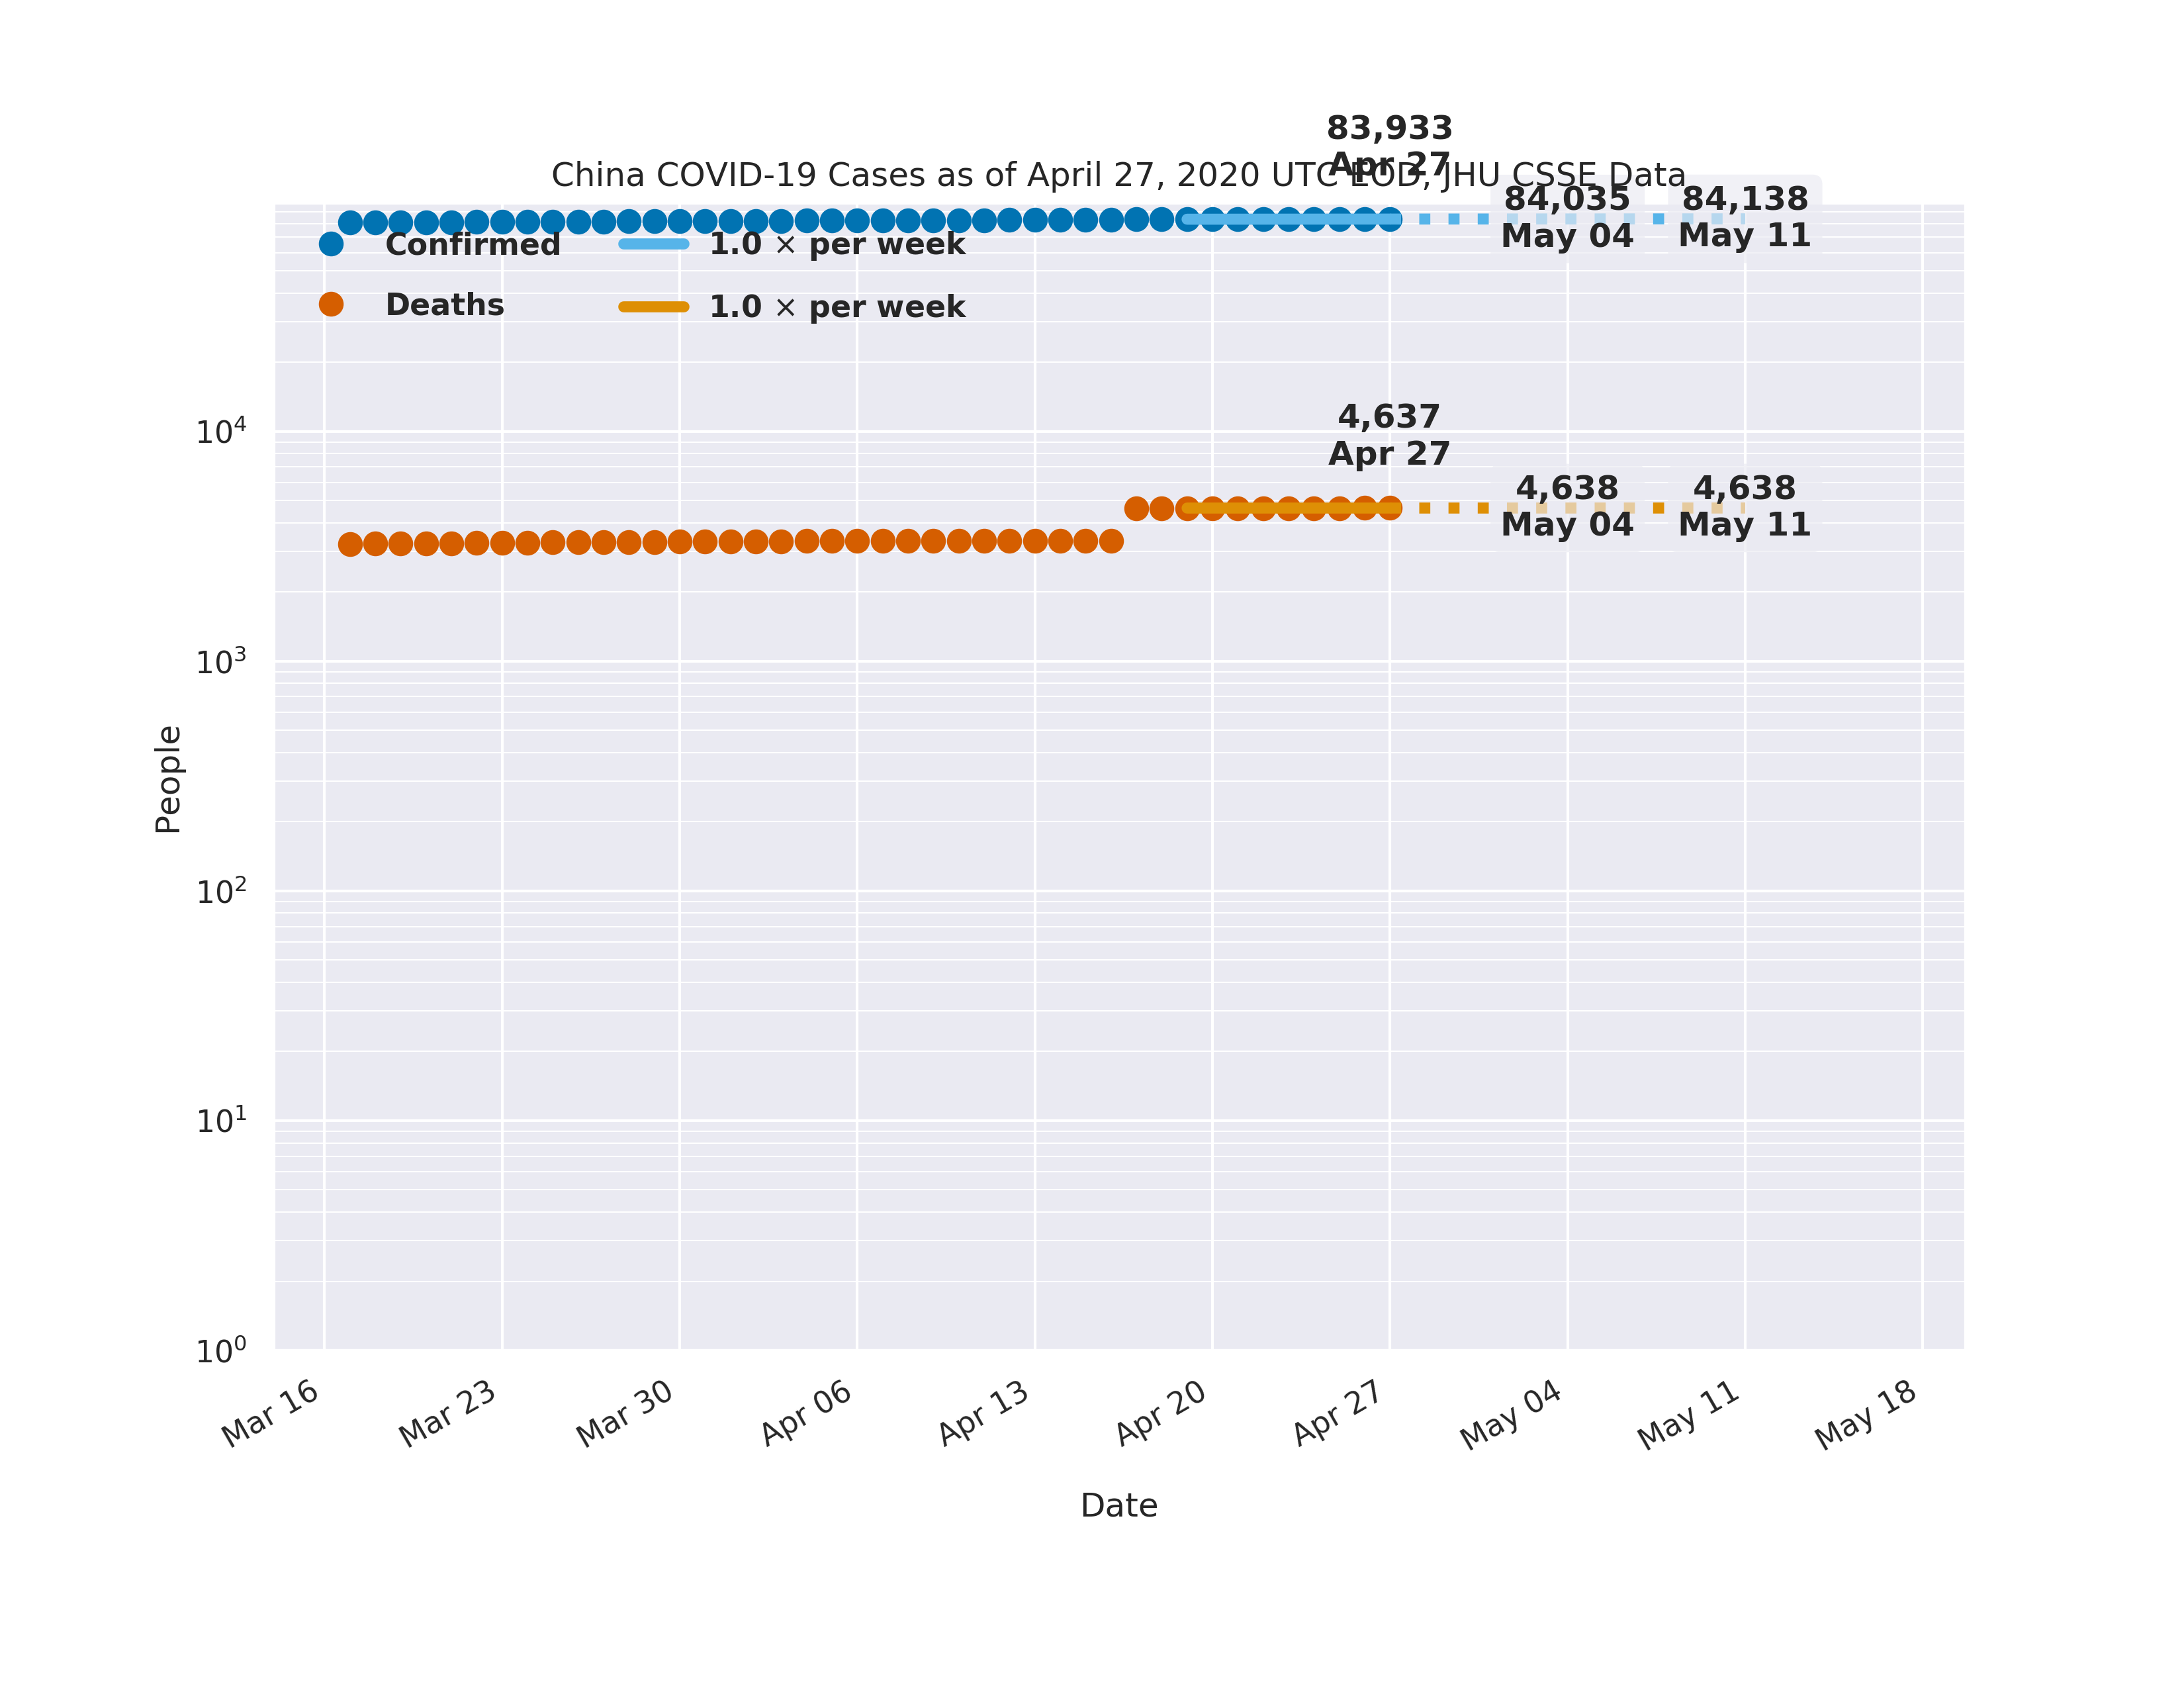 83,933
Apr 27
China COVID-19 Cases as of April 27, 2020 UTC EOD, JHU CSSE Data
84,035
May 04
84,138
May 11
Confirmed
1.0 × per week
Deaths
1.0 × per week
4,637
Apr 27
4,638
May 04
4,638
May 11
10⁴
10³
10²
10¹
10⁰
People
Mar 16
Mar 23
Mar 30
Apr 06
Apr 13
Apr 20
Apr 27
May 04
May 11
May 18
Date